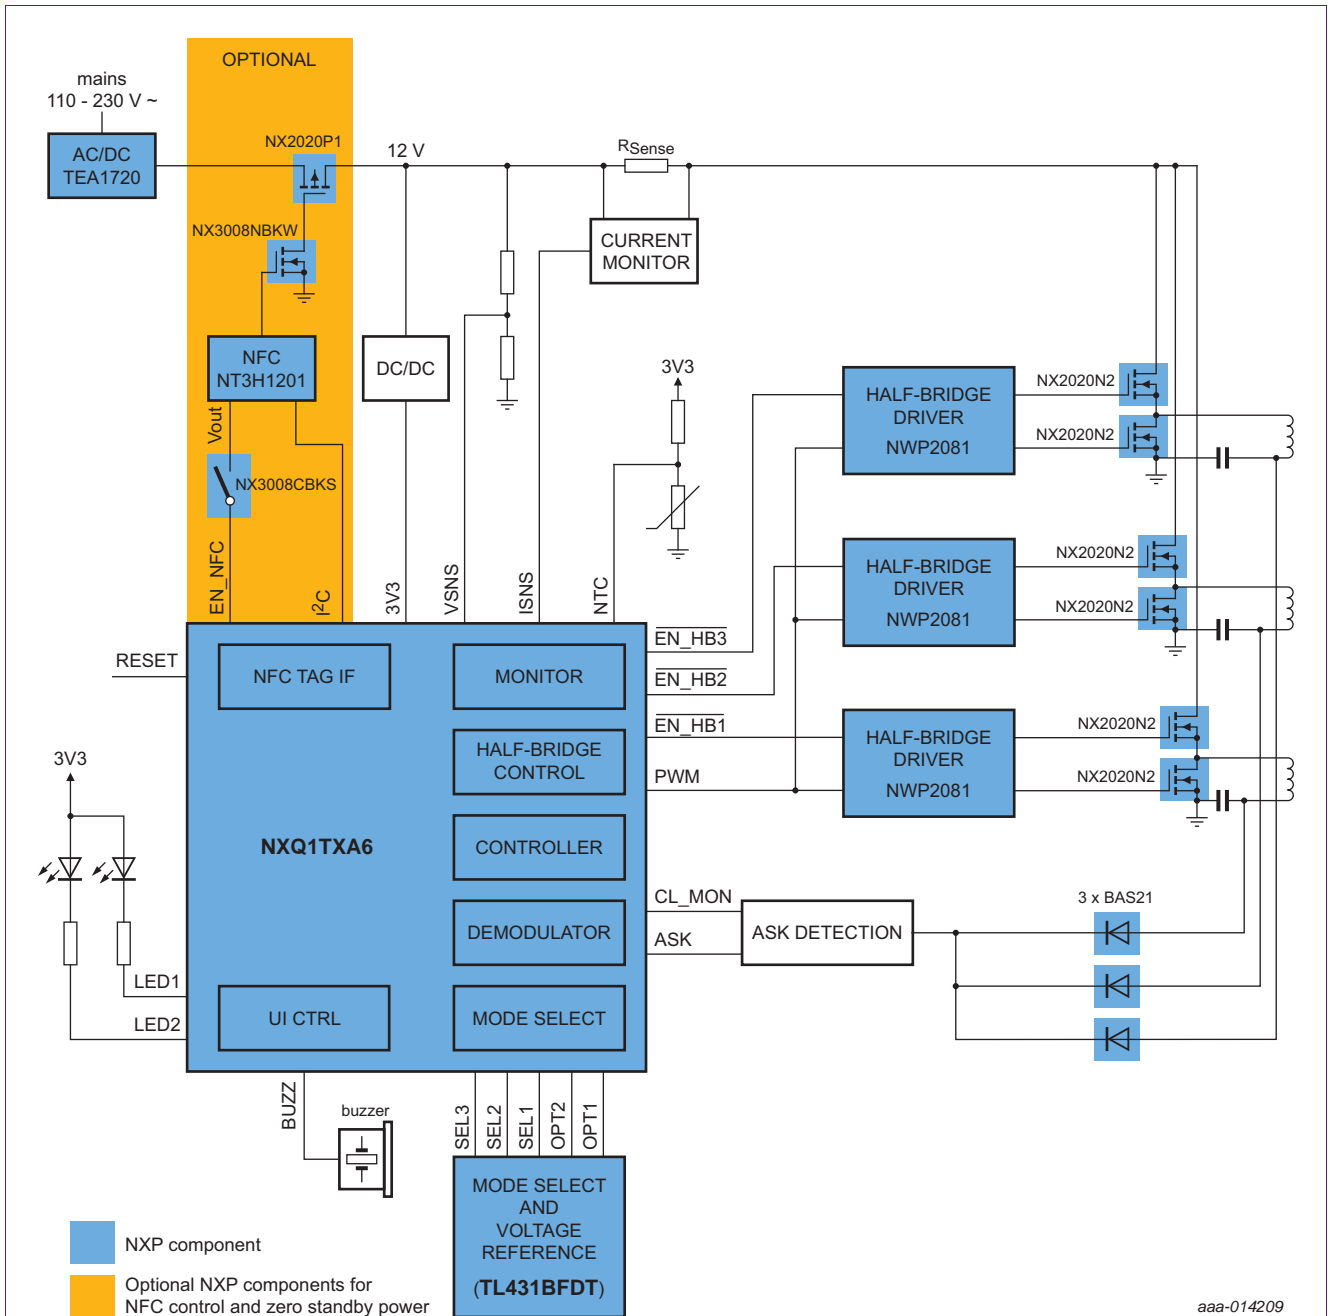 OPTIONAL
mains
110 - 230 V ~
AC/DC
TEA1720
NX2020P1
12 V
RSense
NX3008NBKW
CURRENT
MONITOR
NFC
NT3H1201
DC/DC
3V3
Vout
NX3008CBKS
HALF-BRIDGE
DRIVER
NWP2081
NX2020N2
NX2020N2
EN_NFC
I2C
3V3
VSNS
ISNS
NTC
HALF-BRIDGE
DRIVER
NWP2081
NX2020N2
NX2020N2
RESET
NFC TAG IF
MONITOR
EN_HB3
EN_HB2
EN_HB1
PWM
HALF-BRIDGE
CONTROL
HALF-BRIDGE
DRIVER
NWP2081
NX2020N2
NX2020N2
3V3
NXQ1TXA6
CONTROLLER
DEMODULATOR
CL_MON
ASK
ASK DETECTION
3 x BAS21
LED1
LED2
UI CTRL
MODE SELECT
BUZZ
buzzer
SEL3
SEL2
SEL1
OPT2
OPT1
MODE SELECT
AND
VOLTAGE
REFERENCE
(TL431BFDT)
NXP component
Optional NXP components for
NFC control and zero standby power
aaa-014209